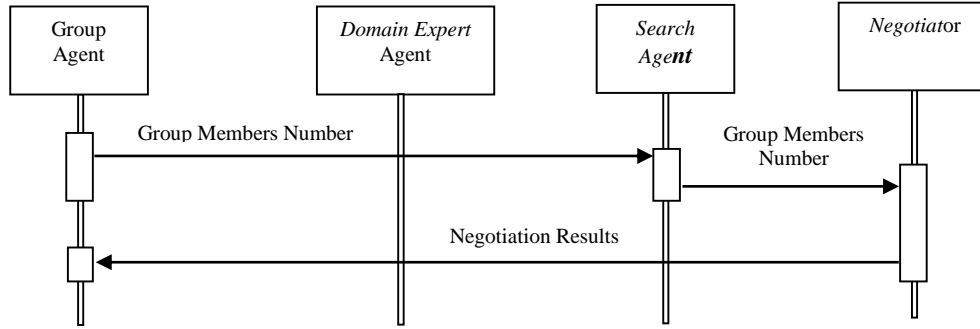 Group
Agent
Domain Expert
Agent
Search
Agent
Negotiator
Group Members Number
Group Members
Number
Negotiation Results